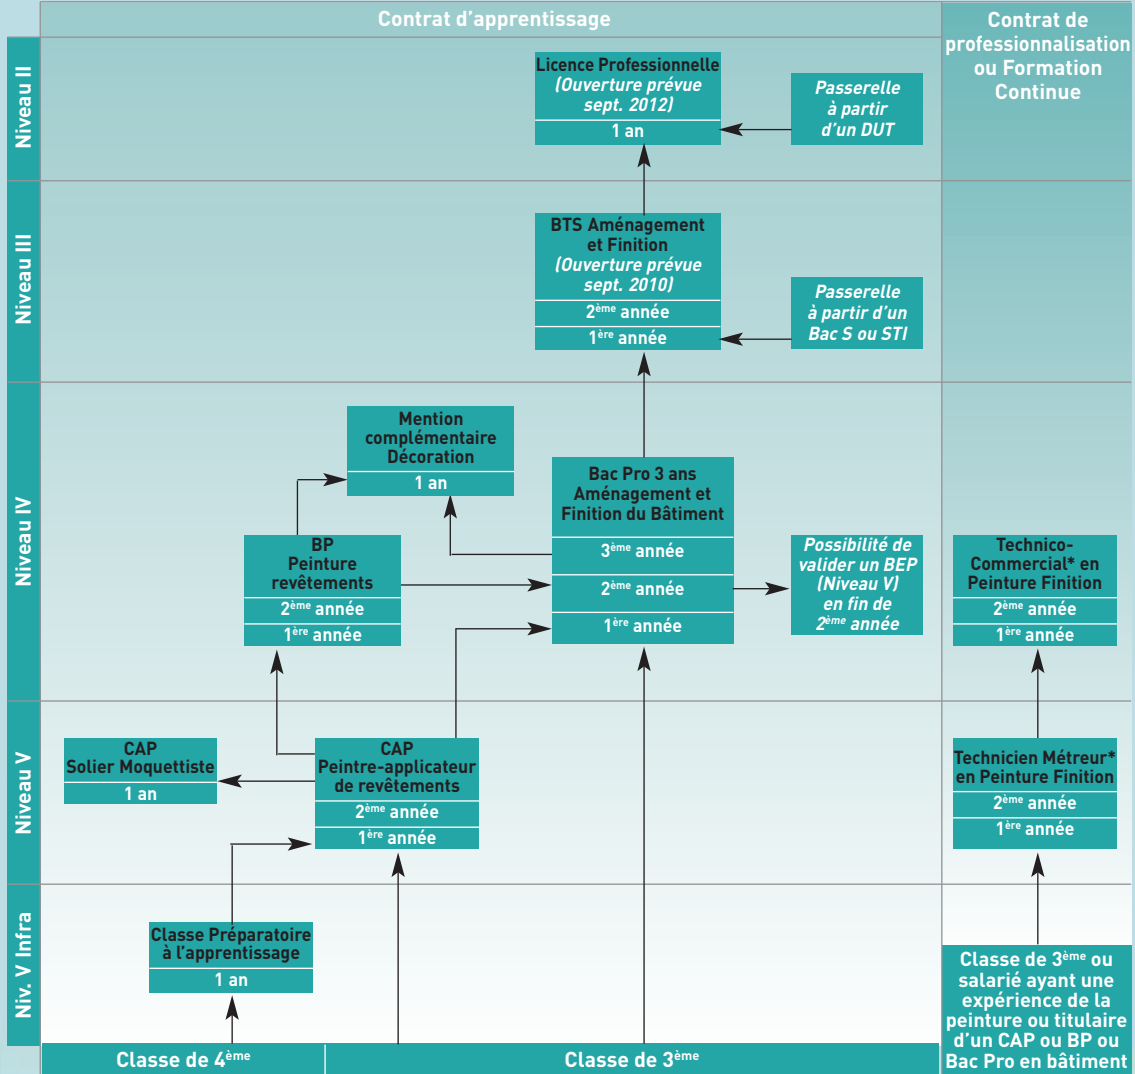 Contrat d'apprentissage
Contrat de
professionnalisation
ou Formation
Continue
Niveau II
Licence Professionnelle
(Ouverture prévue
sept. 2012)
1 an
Passerelle
à partir
d'un DUT
Niveau III
BTS Aménagement
et Finition
(Ouverture prévue
sept. 2010)
2ème année
1ère année
Passerelle
à partir d'un
Bac S ou STI
Niveau IV
Mention
complémentaire
Décoration
1 an
Bac Pro 3 ans
Aménagement et
Finition du Bâtiment
3ème année
2ème année
1ère année
BP
Peinture
revêtements
2ème année
1ère année
Possibilité de
valider un BEP
(Niveau V)
en fin de
2ème année
Technico-
Commercial* en
Peinture Finition
2ème année
1ère année
Niveau V
CAP
Solier Moquettiste
1 an
CAP
Peintre-applicateur
de revêtements
2ème année
1ère année
Technicien Métreur*
en Peinture Finition
2ème année
1ère année
Niv. V Infra
Classe Préparatoire
à l'apprentissage
1 an
Classe de 3ème ou
salarié ayant une
expérience de la
peinture ou titulaire
d'un CAP ou BP ou
Bac Pro en bâtiment
Classe de 4ème
Classe de 3ème